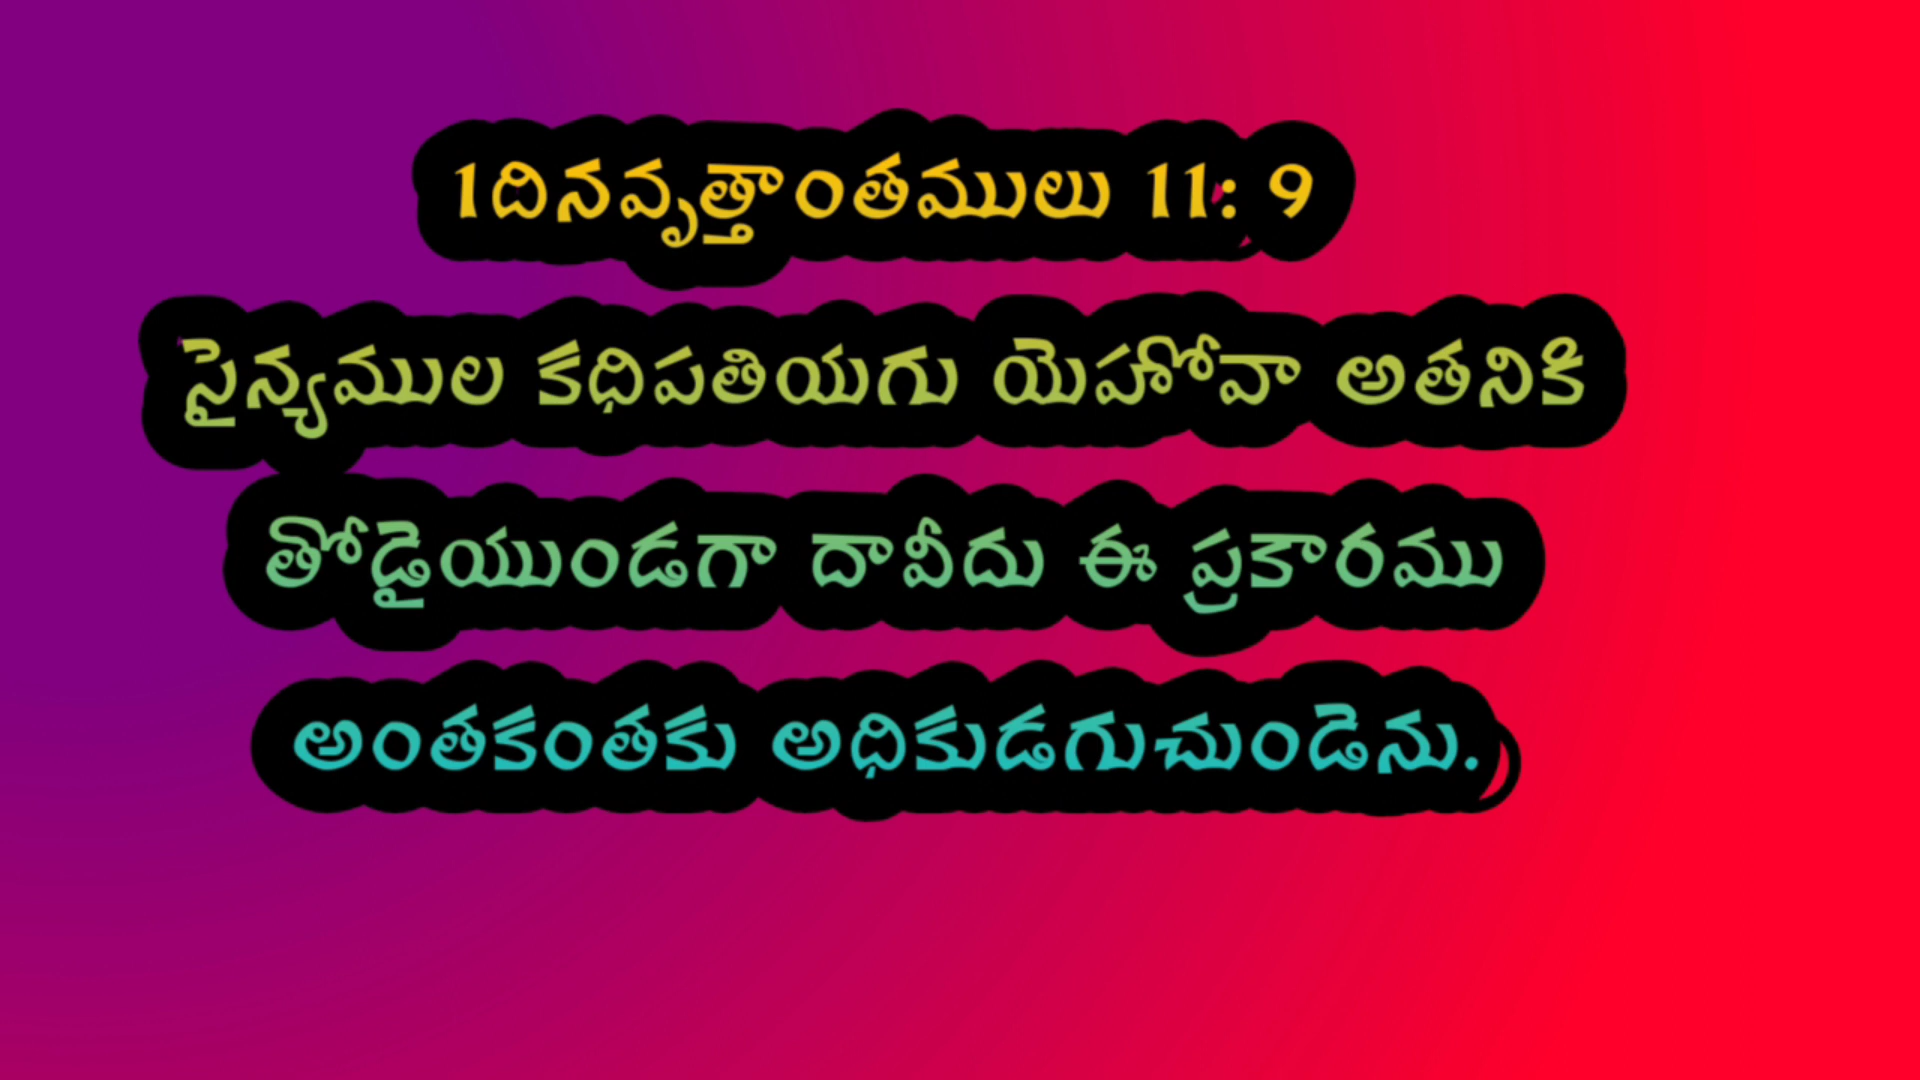 1దినవృత్తాంతములు 11: 9
సైన్యముల కధిపతియగు యెహోవా అతనికి
తోడైయుండగా దావీదు ఈ ప్రకారము
అంతకంతకు అధికుడగుచుండెను.